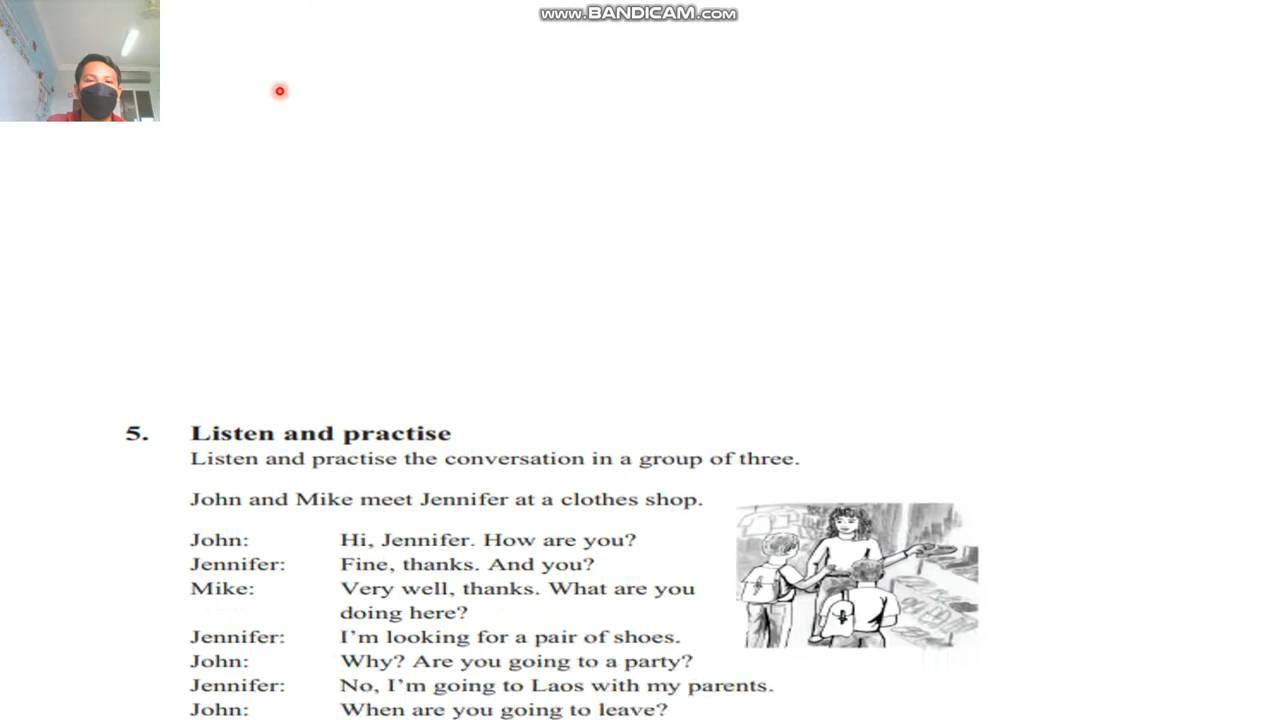 www.BANDICAM.com
5. Listen and practise
Listen and practise the conversation in a group of three.
John and Mike meet Jennifer at a clothes shop.
John: Hi, Jennifer. How are you?
Jennifer: Fine, thanks. And you?
Mike: Very well, thanks. What are you
doing here?
Jennifer: I'm looking for a pair of shoes.
John: Why? Are you going to a party?
Jennifer: No, I'm going to Laos with my parents.
John: When are you going to leave?